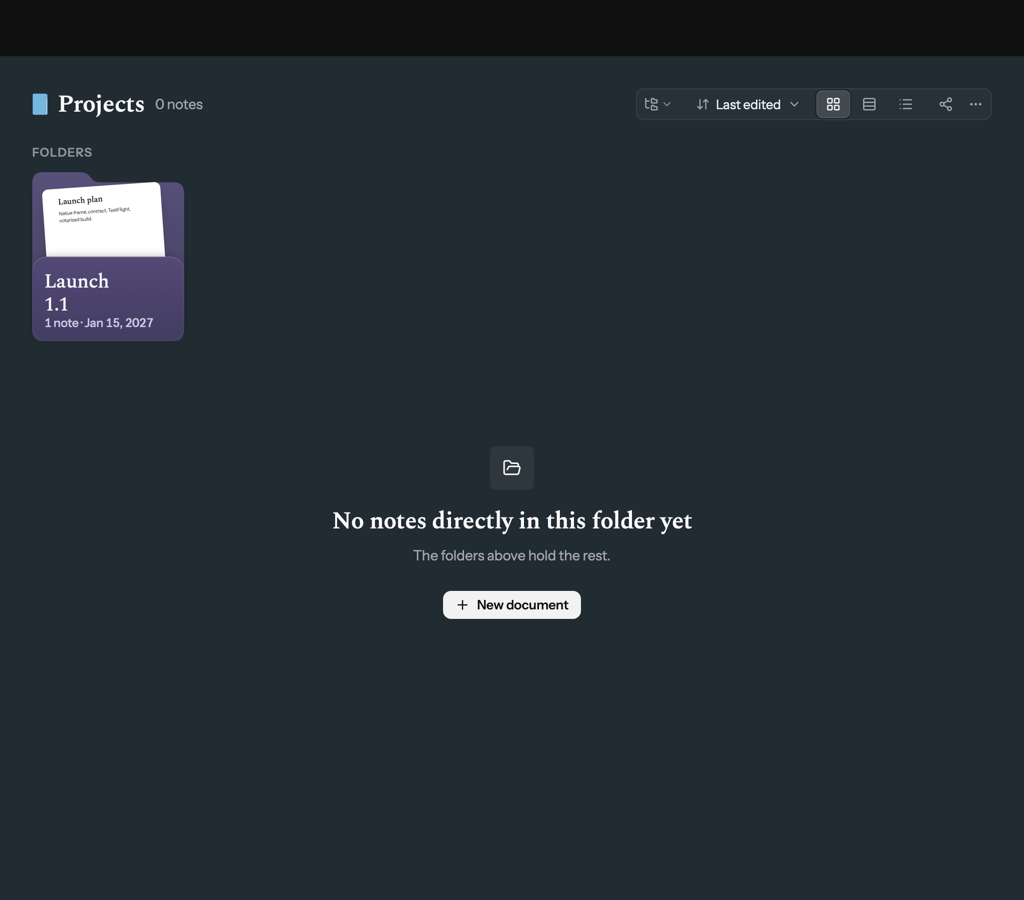 Projects 0 notes
Last edited
FOLDERS
Launch plan
Native frame, contract, TestFlight,
notarized build.
Launch
1.1
1 note · Jan 15, 2027
No notes directly in this folder yet
The folders above hold the rest.
New document